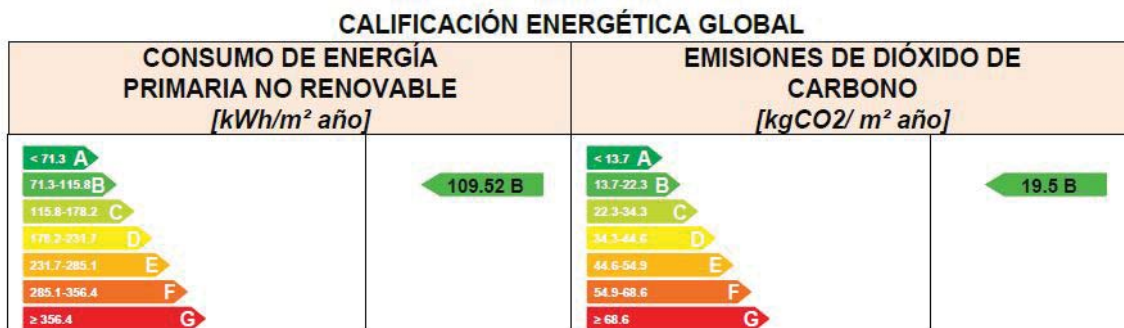 CALIFICACIÓN ENERGÉTICA GLOBAL
CONSUMO DE ENERGÍA
PRIMARIA NO RENOVABLE
[kWh/m² año]
EMISIONES DE DIÓXIDO DE
CARBONO
[kgCO2/ m² año]
< 71.3 A
71.3-115.8 B
115.8-178.2 C
178.2-231.7 D
231.7-285.1 E
285.1-356.4 F
≥ 356.4 G
109.52 B
< 13.7 A
13.7-22.3 B
22.3-34.3 C
34.3-44.6 D
44.6-54.9 E
54.9-68.6 F
≥ 68.6 G
19.5 B